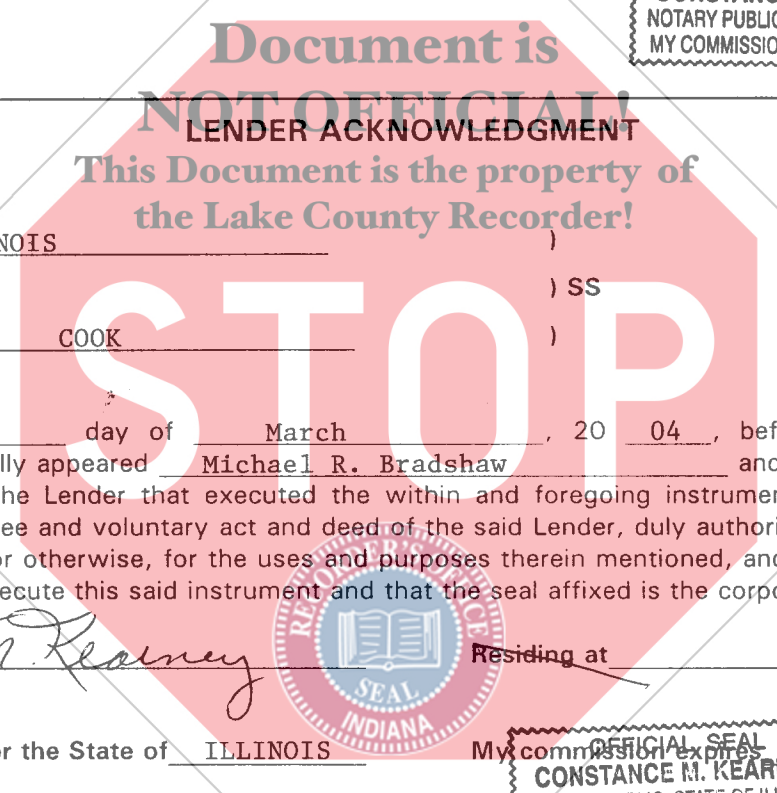 NOTARY PUBLIC
MY COMMISSIO
Document is
NOT OFFICIAL!
LENDER ACKNOWLEDGMENT
This Document is the property of
the Lake County Recorder!
NOIS )
) SS
COOK )
STOP
day of March , 20 04 , bef
lly appeared Michael R. Bradshaw and
he Lender that executed the within and foregoing instrumen
ee and voluntary act and deed of the said Lender, duly authori
or otherwise, for the uses and purposes therein mentioned, and
ecute this said instrument and that the seal affixed is the corpo
M. Kearney Residing at
RECORDER'S OFFICE
SEAL
INDIANA
r the State of ILLINOIS My commission expires
OFFICIAL SEAL
CONSTANCE M. KEAR